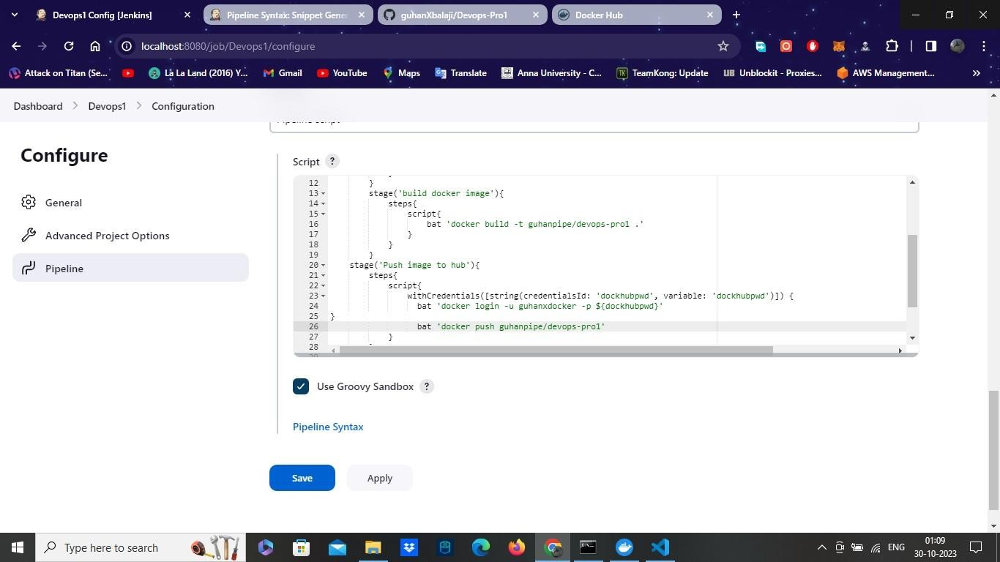 Devops1 Config [Jenkins]
Pipeline Syntax: Snippet Gene
guhanXbalaji/Devops-Pro1
Docker Hub
localhost:8080/job/Devops1/configure
Attack on Titan (Se...
La La Land (2016) Y...
Gmail
YouTube
Maps
Translate
Anna University - C...
TK
TeamKong: Update
UB
Unblockit - Proxies...
AWS Management...
Dashboard
Devops1
Configuration
Configure
General
Advanced Project Options
Pipeline
Script ?
12 }
13 stage('build docker image'){
14 steps{
15 script{
16 bat 'docker build -t guhanpipe/devops-pro1 .'
17 }
18 }
19 }
20 stage('Push image to hub'){
21 steps{
22 script{
23 withCredentials([string(credentialsId: 'dockhubpwd', variable: 'dockhubpwd')]) {
24 bat 'docker login -u guhanxdocker -p ${dockhubpwd}'
25 }
26 bat 'docker push guhanpipe/devops-pro1'
27 }
28
Use Groovy Sandbox ?
Pipeline Syntax
Save
Apply
Type here to search
ENG
01:09
30-10-2023